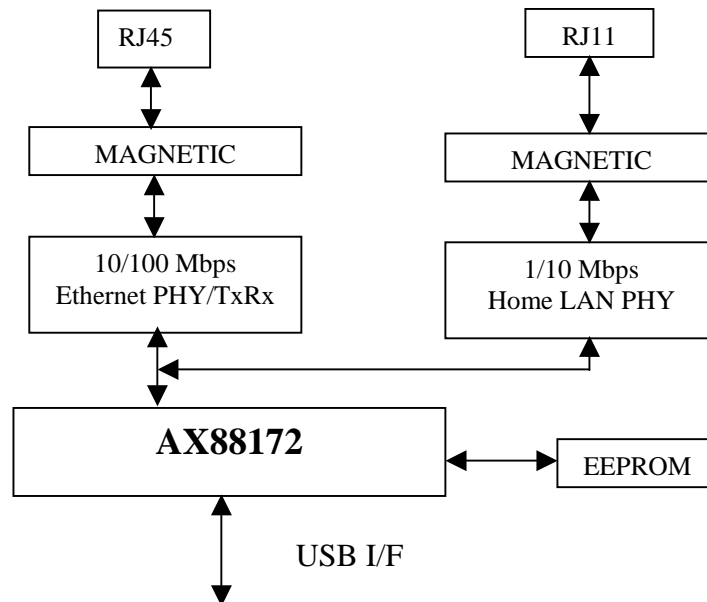 RJ45
RJ11
MAGNETIC
MAGNETIC
10/100 Mbps
Ethernet PHY/TxRx
1/10 Mbps
Home LAN PHY
AX88172
EEPROM
USB I/F